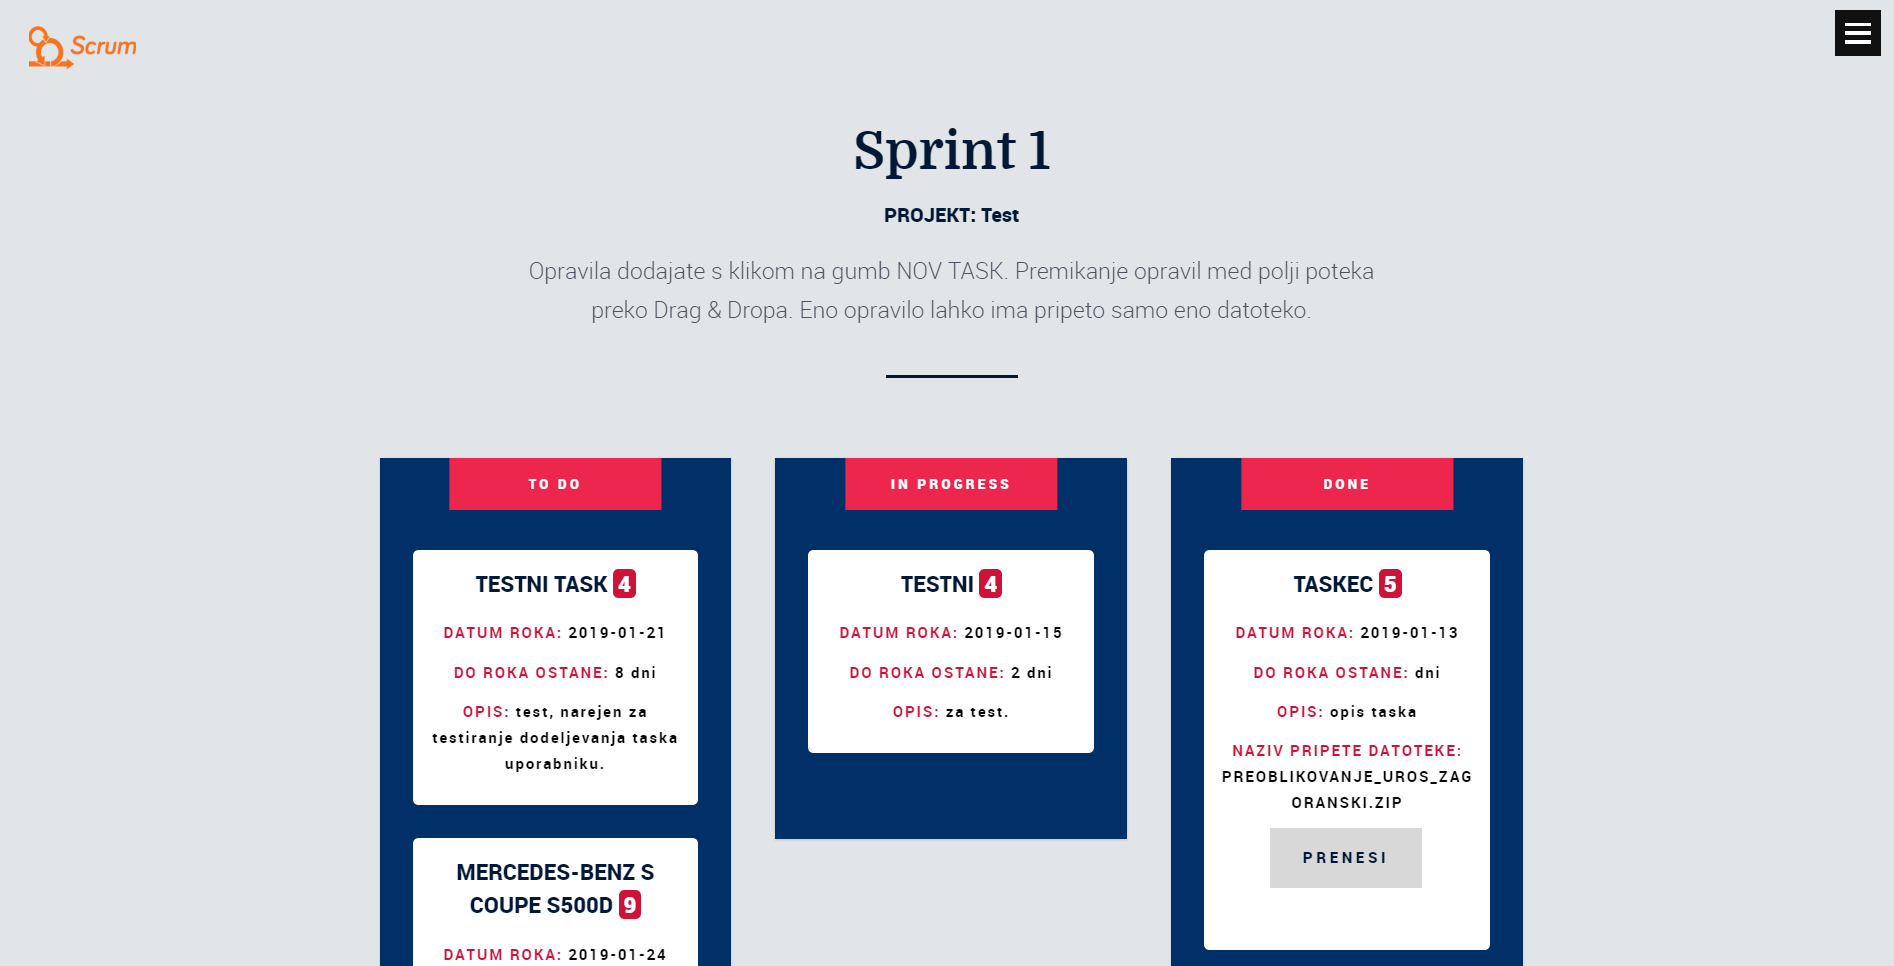 Scrum
Sprint 1
PROJEKT: Test
Opravila dodajate s klikom na gumb NOV TASK. Premikanje opravil med polji poteka
preko Drag & Dropa. Eno opravilo lahko ima pripeto samo eno datoteko.
TO DO
TESTNI TASK 4
DATUM ROKA: 2019-01-21
DO ROKA OSTANE: 8 dni
OPIS: test, narejen za
testiranje dodeljevanja taska
uporabniku.
MERCEDES-BENZ S
COUPE S500D 9
DATUM ROKA: 2019-01-24
IN PROGRESS
TESTNI 4
DATUM ROKA: 2019-01-15
DO ROKA OSTANE: 2 dni
OPIS: za test.
DONE
TASKEC 5
DATUM ROKA: 2019-01-13
DO ROKA OSTANE: dni
OPIS: opis taska
NAZIV PRIPETE DATOTEKE:
PREOBLIKOVANJE_UROS_ZAG
ORANSKI.ZIP
PRENESI